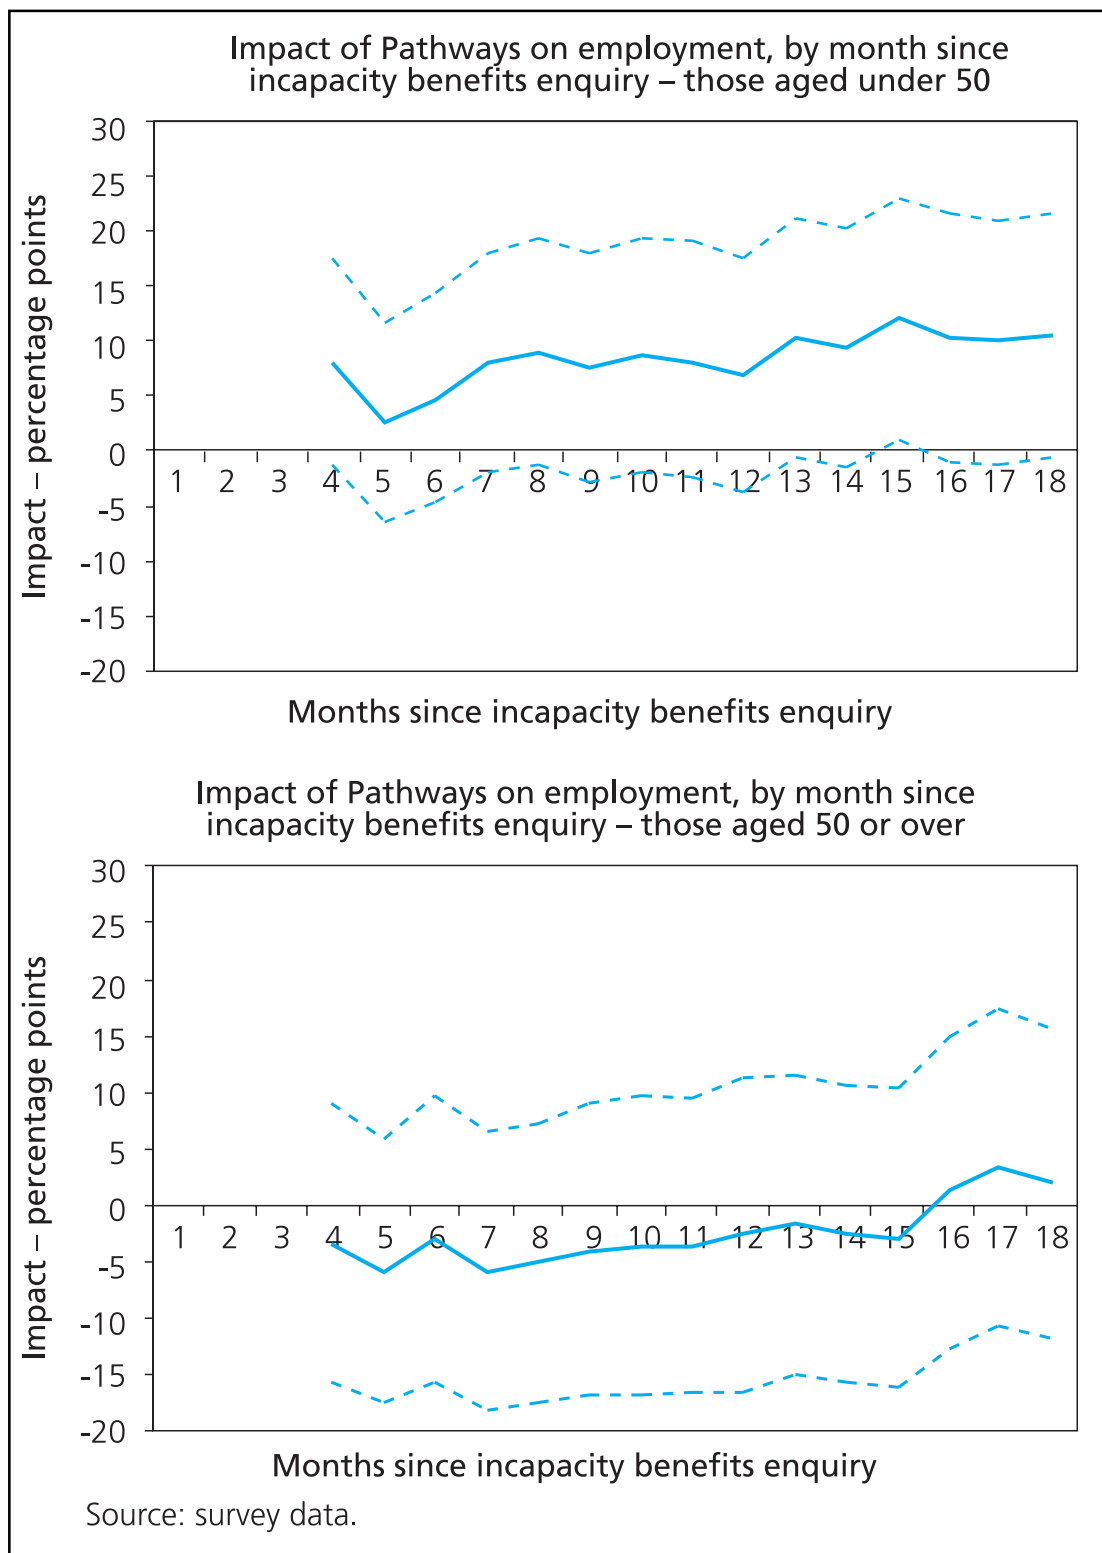 Impact of Pathways on employment, by month since
incapacity benefits enquiry – those aged under 50
Impact – percentage points
30
25
20
15
10
5
0
-5
-10
-15
-20
1 2 3 4 5 6 7 8 9 10 11 12 13 14 15 16 17 18
Months since incapacity benefits enquiry
Impact of Pathways on employment, by month since
incapacity benefits enquiry – those aged 50 or over
Impact – percentage points
30
25
20
15
10
5
0
-5
-10
-15
-20
1 2 3 4 5 6 7 8 9 10 11 12 13 14 15 16 17 18
Months since incapacity benefits enquiry
Source: survey data.